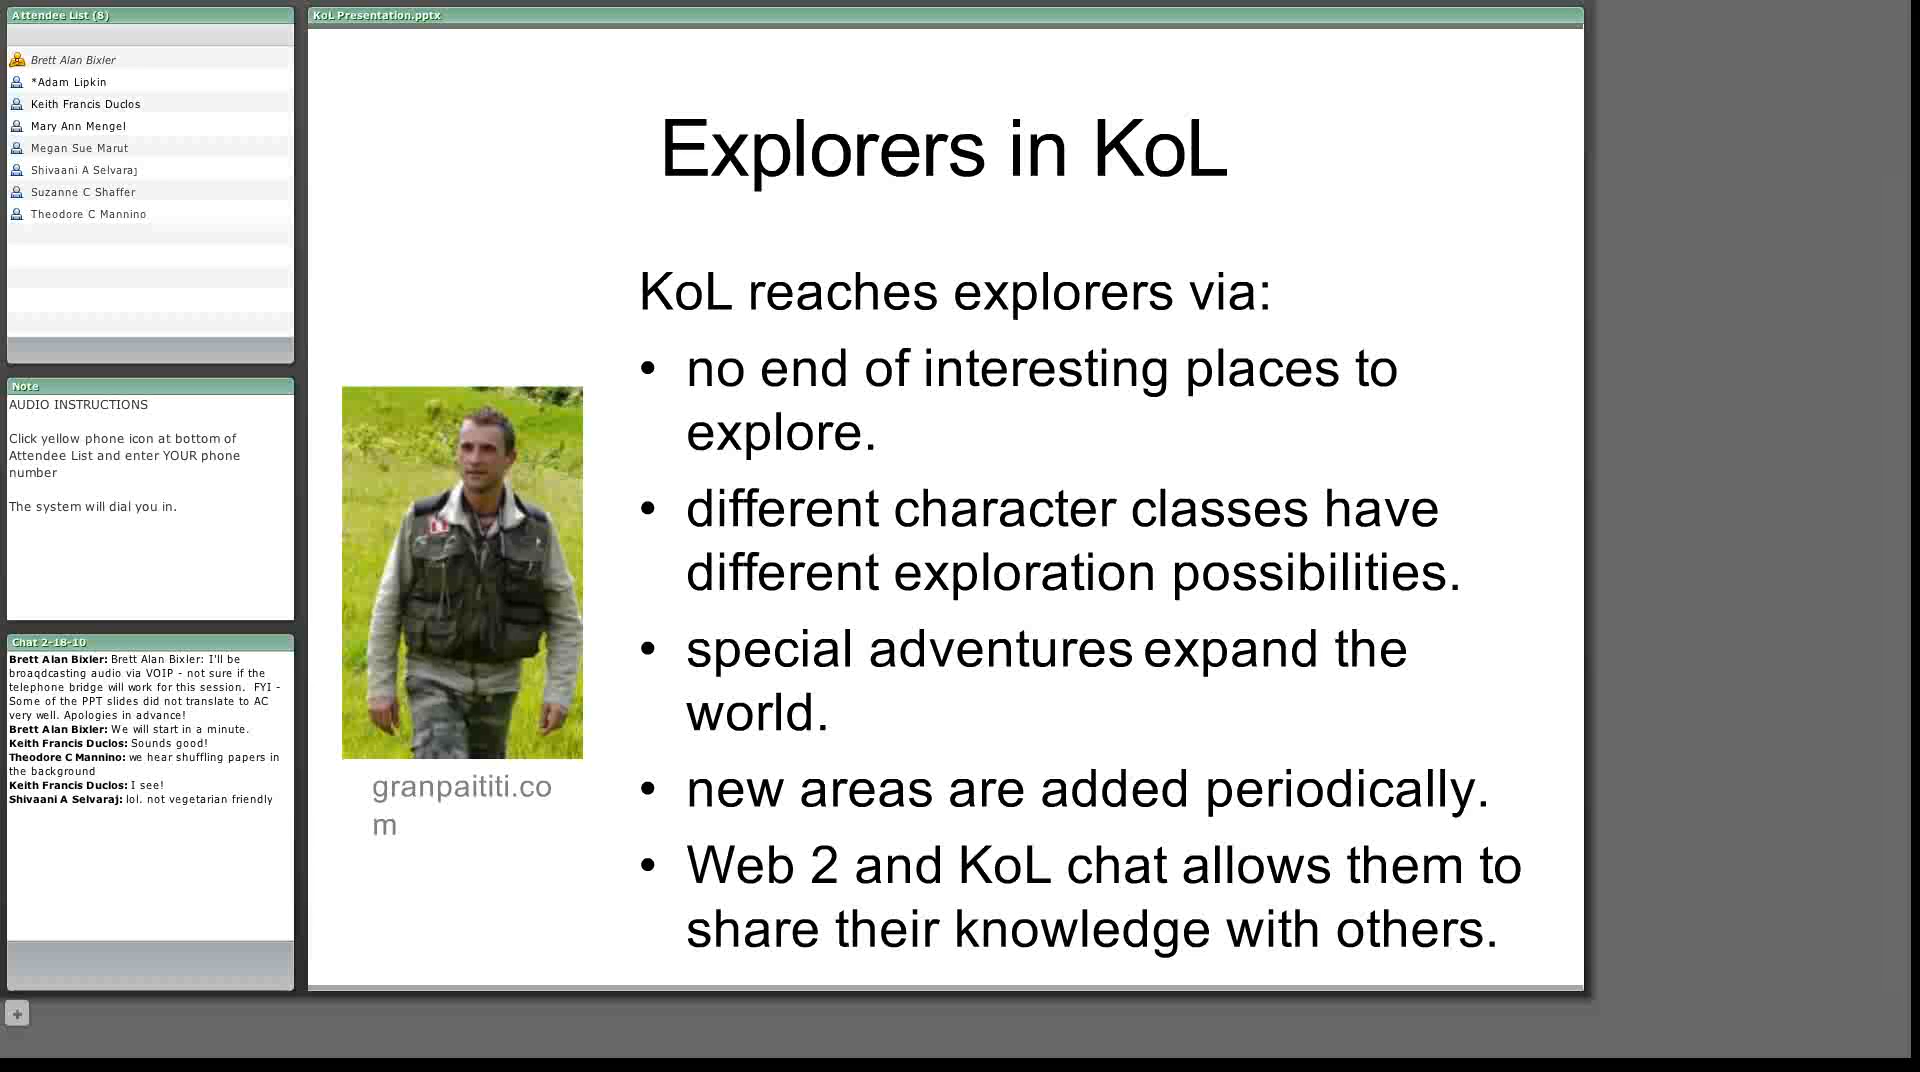 Attendee List (8)
Brett Alan Bixler
*Adam Lipkin
Keith Francis Duclos
Mary Ann Mengel
Megan Sue Marut
Shivaani A Selvaraj
Suzanne C Shaffer
Theodore C Mannino
Note
AUDIO INSTRUCTIONS
Click yellow phone icon at bottom of
Attendee List and enter YOUR phone
number
The system will dial you in.
Chat 2-18-10
Brett Alan Bixler: Brett Alan Bixler: I'll be
broaqdcasting audio via VOIP - not sure if the
telephone bridge will work for this session. FYI -
Some of the PPT slides did not translate to AC
very well. Apologies in advance!
Brett Alan Bixler: We will start in a minute.
Keith Francis Duclos: Sounds good!
Theodore C Mannino: we hear shuffling papers in
the background
Keith Francis Duclos: I see!
Shivaani A Selvaraj: lol. not vegetarian friendly
KoL Presentation.pptx
Explorers in KoL
KoL reaches explorers via:
• no end of interesting places to
explore.
• different character classes have
different exploration possibilities.
• special adventures expand the
world.
• new areas are added periodically.
• Web 2 and KoL chat allows them to
share their knowledge with others.
granpaititi.co
m